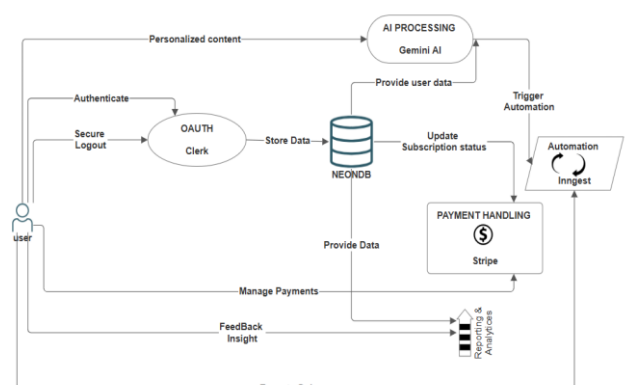 AI PROCESSING
Gemini AI
Personalized content
Provide user data
Authenticate
Trigger
Automation
OAUTH
Clerk
Secure
Logout
Store Data
Update
Subscription status
Automation
Inngest
NEONDB
PAYMENT HANDLING
Stripe
user
Provide Data
Manage Payments
FeedBack
Insight
Reporting &
Analytices